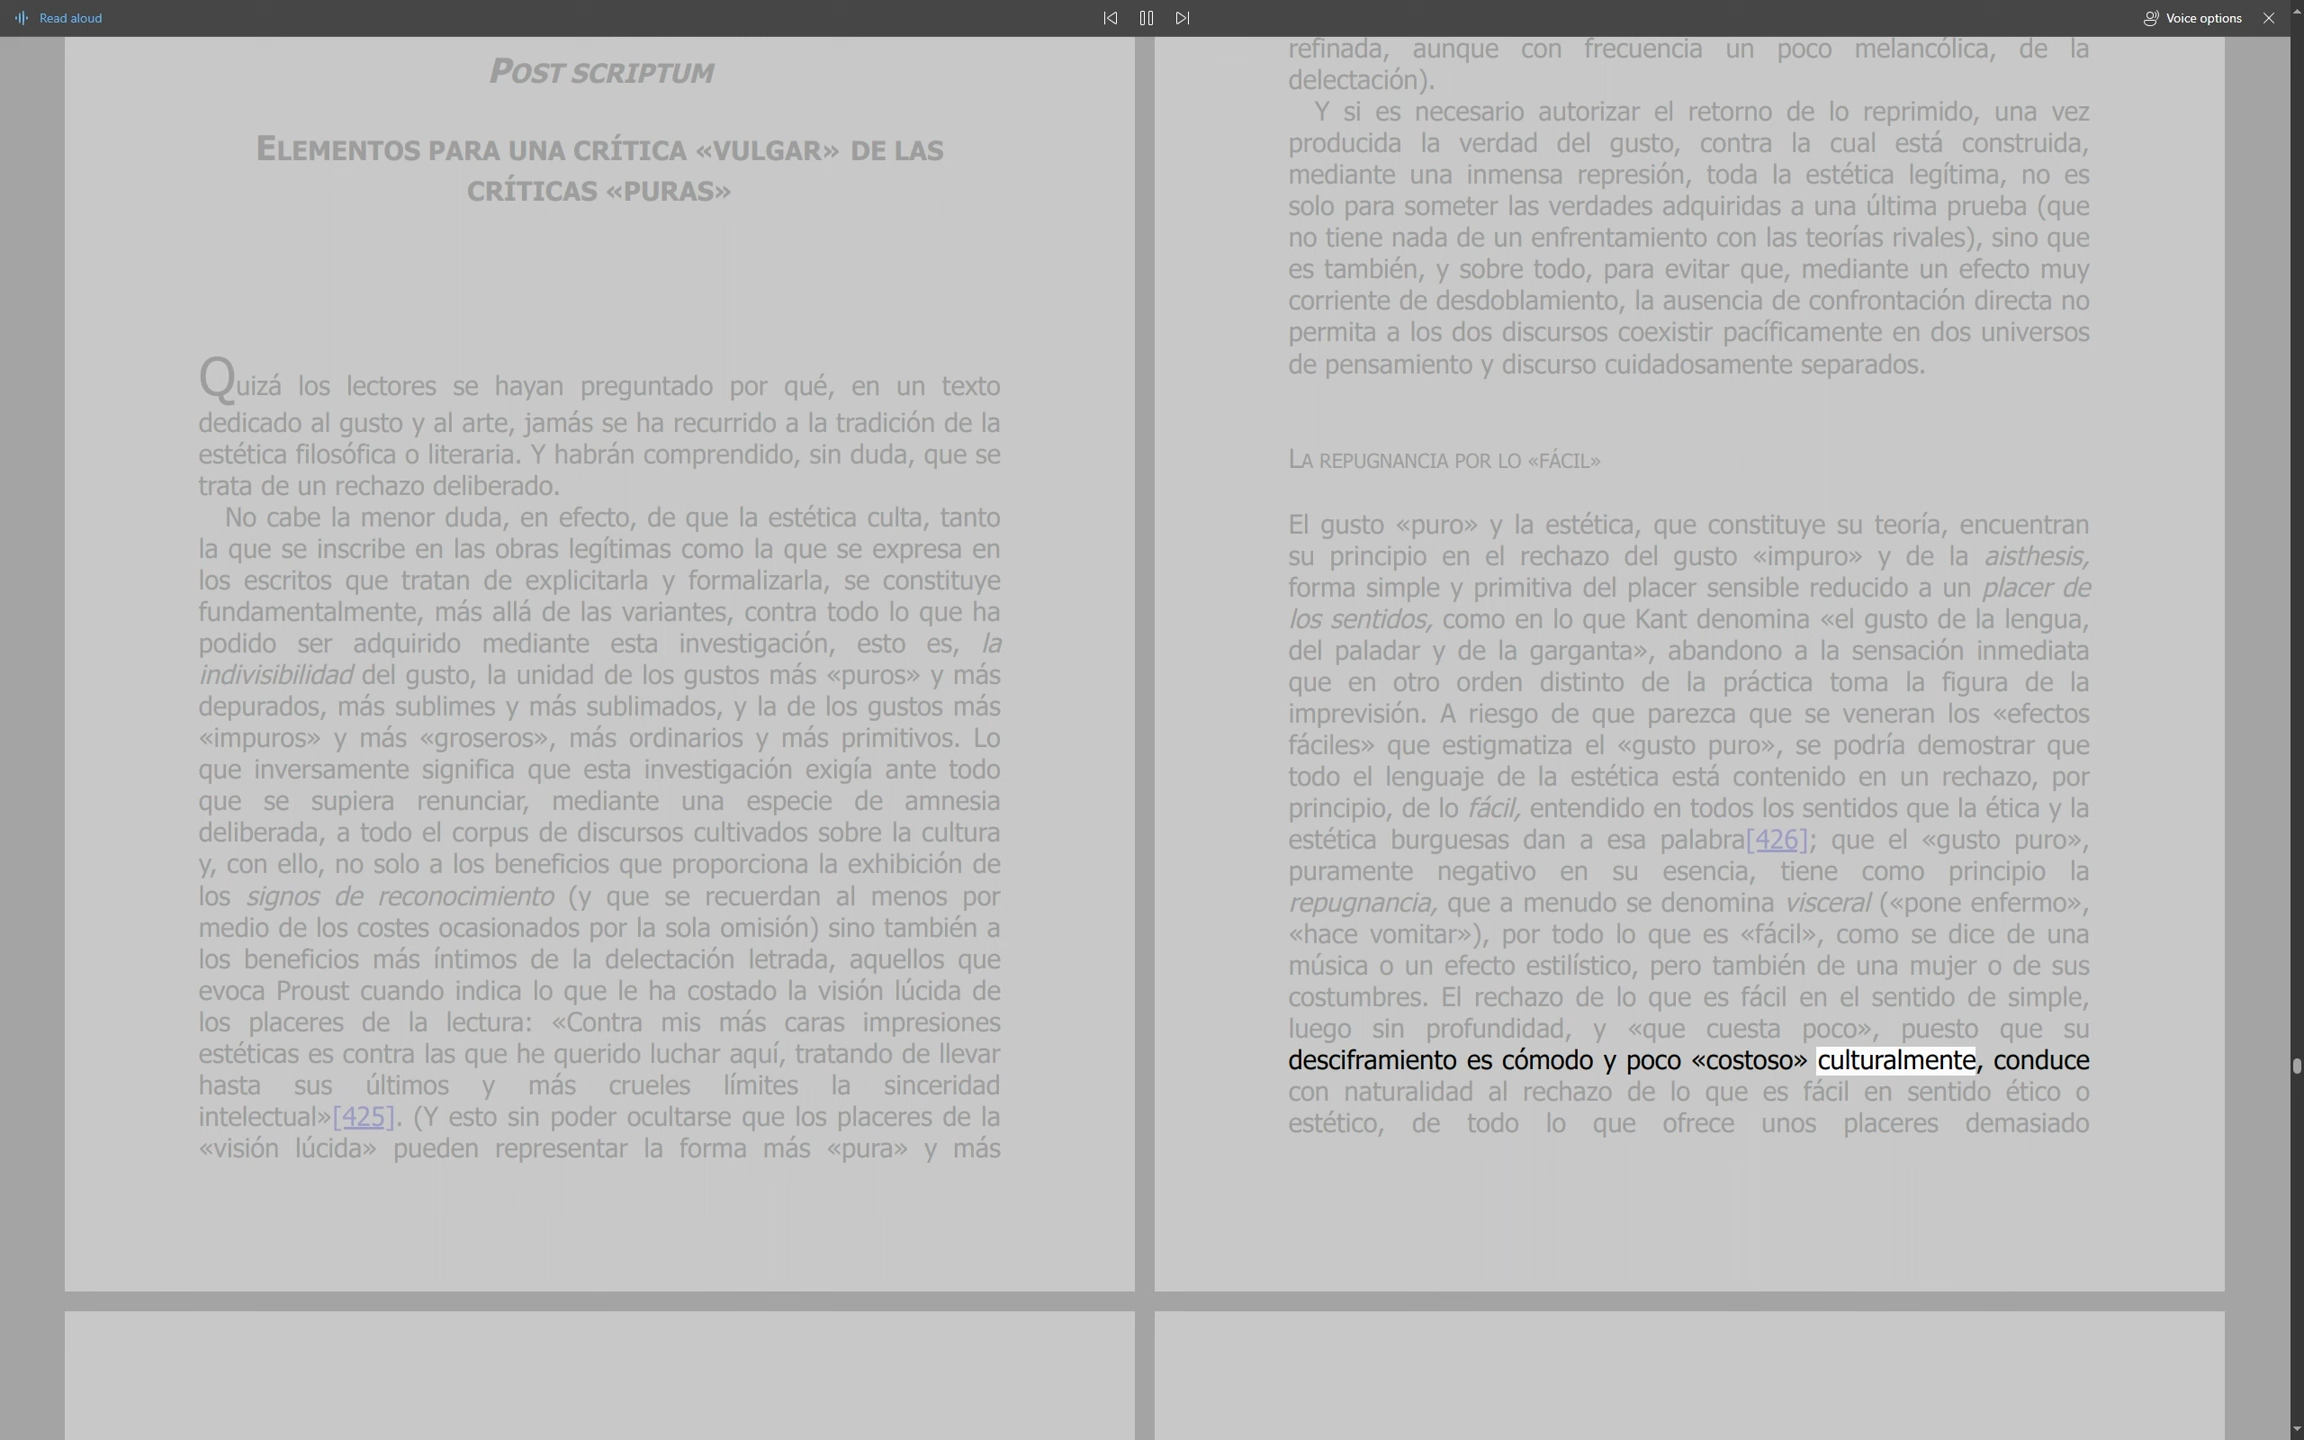 Read aloud
Voice options
POST SCRIPTUM
ELEMENTOS PARA UNA CRÍTICA «VULGAR» DE LAS
CRÍTICAS «PURAS»
Quizá los lectores se hayan preguntado por qué, en un texto
dedicado al gusto y al arte, jamás se ha recurrido a la tradición de la
estética filosófica o literaria. Y habrán comprendido, sin duda, que se
trata de un rechazo deliberado.
No cabe la menor duda, en efecto, de que la estética culta, tanto
la que se inscribe en las obras legítimas como la que se expresa en
los escritos que tratan de explicitarla y formalizarla, se constituye
fundamentalmente, más allá de las variantes, contra todo lo que ha
podido ser adquirido mediante esta investigación, esto es, la
indivisibilidad del gusto, la unidad de los gustos más «puros» y más
depurados, más sublimes y más sublimados, y la de los gustos más
«impuros» y más «groseros», más ordinarios y más primitivos. Lo
que inversamente significa que esta investigación exigía ante todo
que se supiera renunciar, mediante una especie de amnesia
deliberada, a todo el corpus de discursos cultivados sobre la cultura
y, con ello, no solo a los beneficios que proporciona la exhibición de
los signos de reconocimiento (y que se recuerdan al menos por
medio de los costes ocasionados por la sola omisión) sino también a
los beneficios más íntimos de la delectación letrada, aquellos que
evoca Proust cuando indica lo que le ha costado la visión lúcida de
los placeres de la lectura: «Contra mis más caras impresiones
estéticas es contra las que he querido luchar aquí, tratando de llevar
hasta sus últimos y más crueles límites la sinceridad
intelectual»[425]. (Y esto sin poder ocultarse que los placeres de la
«visión lúcida» pueden representar la forma más «pura» y más
refinada, aunque con frecuencia un poco melancólica, de la
delectación).
Y si es necesario autorizar el retorno de lo reprimido, una vez
producida la verdad del gusto, contra la cual está construida,
mediante una inmensa represión, toda la estética legítima, no es
solo para someter las verdades adquiridas a una última prueba (que
no tiene nada de un enfrentamiento con las teorías rivales), sino que
es también, y sobre todo, para evitar que, mediante un efecto muy
corriente de desdoblamiento, la ausencia de confrontación directa no
permita a los dos discursos coexistir pacíficamente en dos universos
de pensamiento y discurso cuidadosamente separados.
LA REPUGNANCIA POR LO «FÁCIL»
El gusto «puro» y la estética, que constituye su teoría, encuentran
su principio en el rechazo del gusto «impuro» y de la aisthesis,
forma simple y primitiva del placer sensible reducido a un placer de
los sentidos, como en lo que Kant denomina «el gusto de la lengua,
del paladar y de la garganta», abandono a la sensación inmediata
que en otro orden distinto de la práctica toma la figura de la
imprevisión. A riesgo de que parezca que se veneran los «efectos
fáciles» que estigmatiza el «gusto puro», se podría demostrar que
todo el lenguaje de la estética está contenido en un rechazo, por
principio, de lo fácil, entendido en todos los sentidos que la ética y la
estética burguesas dan a esa palabra[426]; que el «gusto puro»,
puramente negativo en su esencia, tiene como principio la
repugnancia, que a menudo se denomina visceral («pone enfermo»,
«hace vomitar»), por todo lo que es «fácil», como se dice de una
música o un efecto estilístico, pero también de una mujer o de sus
costumbres. El rechazo de lo que es fácil en el sentido de simple,
luego sin profundidad, y «que cuesta poco», puesto que su
desciframiento es cómodo y poco «costoso» culturalmente, conduce
con naturalidad al rechazo de lo que es fácil en sentido ético o
estético, de todo lo que ofrece unos placeres demasiado